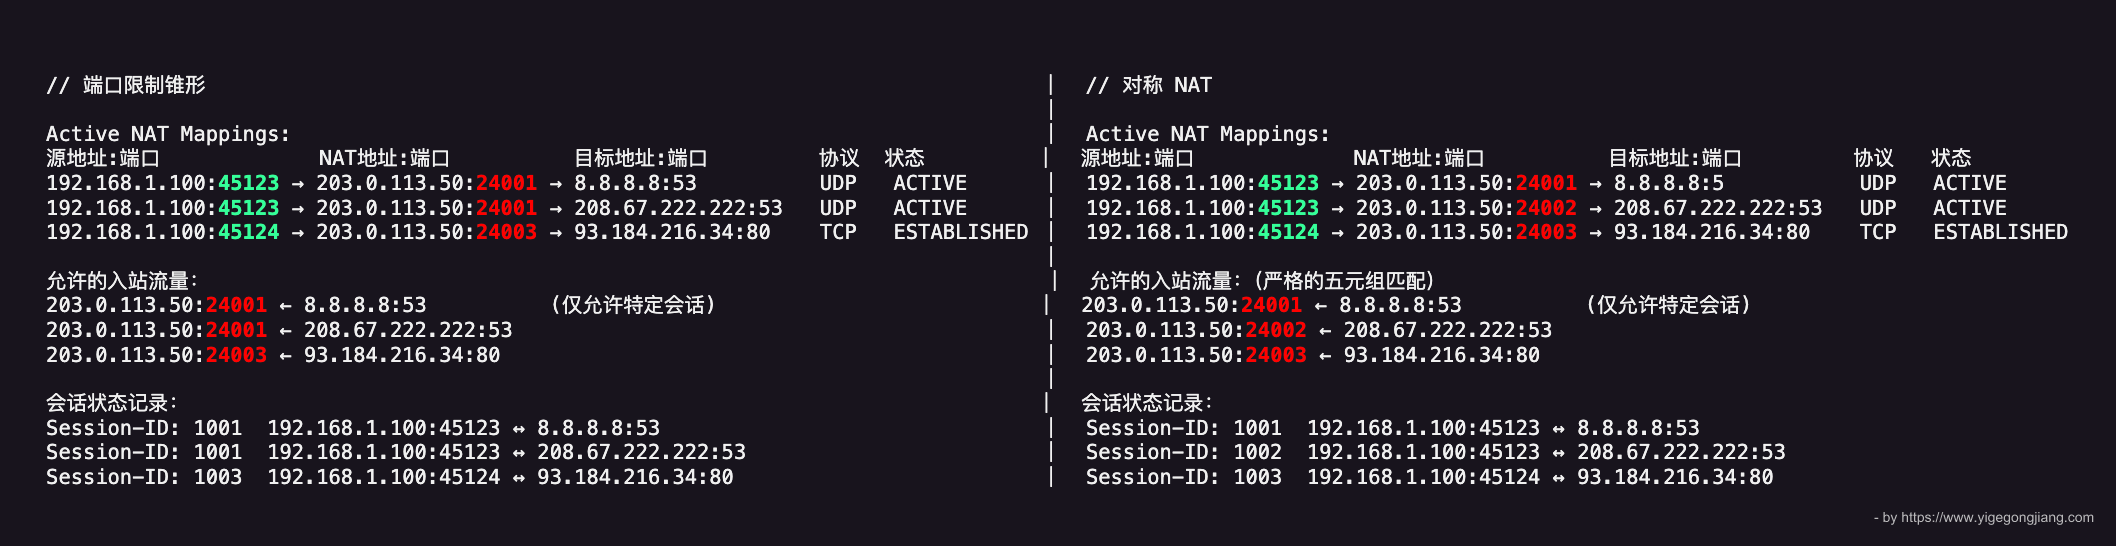 // 端口限制锥形 | // 对称 NAT
|
Active NAT Mappings: | Active NAT Mappings:
源地址:端口 NAT地址:端口 目标地址:端口 协议 状态 | 源地址:端口 NAT地址:端口 目标地址:端口 协议 状态
192.168.1.100:45123 → 203.0.113.50:24001 → 8.8.8.8:53 UDP ACTIVE | 192.168.1.100:45123 → 203.0.113.50:24001 → 8.8.8.8:5 UDP ACTIVE
192.168.1.100:45123 → 203.0.113.50:24001 → 208.67.222.222:53 UDP ACTIVE | 192.168.1.100:45123 → 203.0.113.50:24002 → 208.67.222.222:53 UDP ACTIVE
192.168.1.100:45124 → 203.0.113.50:24003 → 93.184.216.34:80 TCP ESTABLISHED | 192.168.1.100:45124 → 203.0.113.50:24003 → 93.184.216.34:80 TCP ESTABLISHED
|
允许的入站流量: | 允许的入站流量: (严格的五元组匹配)
203.0.113.50:24001 ← 8.8.8.8:53 (仅允许特定会话) | 203.0.113.50:24001 ← 8.8.8.8:53 (仅允许特定会话)
203.0.113.50:24001 ← 208.67.222.222:53 | 203.0.113.50:24002 ← 208.67.222.222:53
203.0.113.50:24003 ← 93.184.216.34:80 | 203.0.113.50:24003 ← 93.184.216.34:80
|
会话状态记录: | 会话状态记录:
Session-ID: 1001 192.168.1.100:45123 ↔ 8.8.8.8:53 | Session-ID: 1001 192.168.1.100:45123 ↔ 8.8.8.8:53
Session-ID: 1001 192.168.1.100:45123 ↔ 208.67.222.222:53 | Session-ID: 1002 192.168.1.100:45123 ↔ 208.67.222.222:53
Session-ID: 1003 192.168.1.100:45124 ↔ 93.184.216.34:80 | Session-ID: 1003 192.168.1.100:45124 ↔ 93.184.216.34:80
- by https://www.yigegongjiang.com